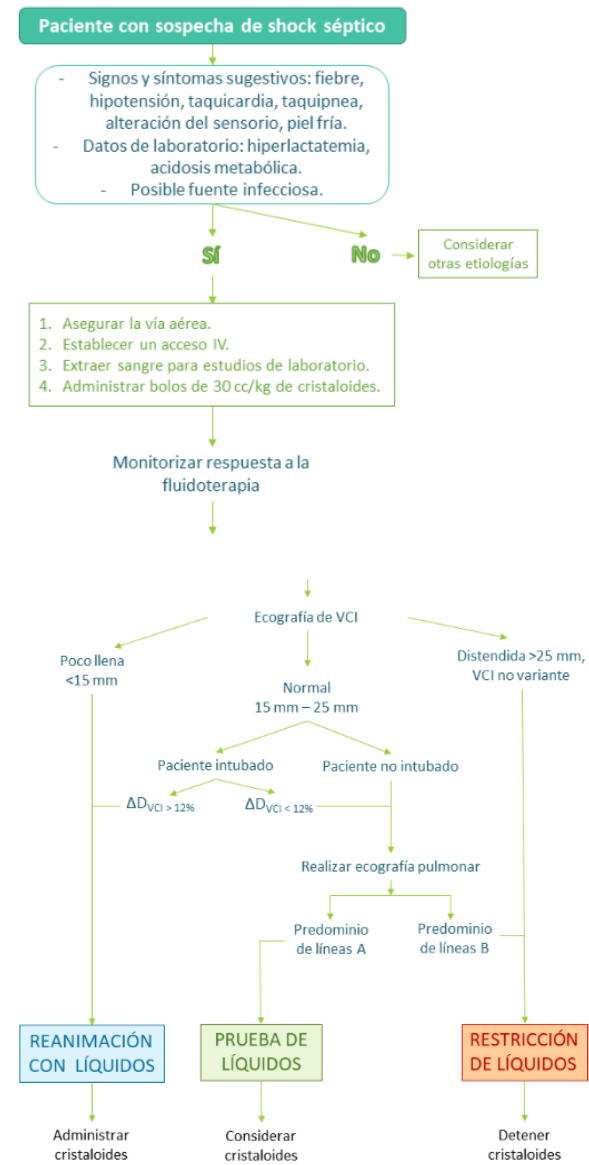 Paciente con sospecha de shock séptico
- Signos y síntomas sugestivos: fiebre,
hipotensión, taquicardia, taquipnea,
alteración del sensorio, piel fría.
- Datos de laboratorio: hiperlactatemia,
acidosis metabólica.
- Posible fuente infecciosa.
Sí
No
Considerar
otras etiologías
1. Asegurar la vía aérea.
2. Establecer un acceso IV.
3. Extraer sangre para estudios de laboratorio.
4. Administrar bolos de 30 cc/kg de cristaloides.
Monitorizar respuesta a la
fluidoterapia
Ecografía de VCI
Poco llena
<15 mm
Normal
15 mm – 25 mm
Distendida >25 mm,
VCI no variante
Paciente intubado
Paciente no intubado
ΔDVCI > 12%
ΔDVCI < 12%
Realizar ecografía pulmonar
Predominio
de líneas A
Predominio
de líneas B
REANIMACIÓN
CON LÍQUIDOS
PRUEBA DE
LÍQUIDOS
RESTRICCIÓN
DE LÍQUIDOS
Administrar
cristaloides
Considerar
cristaloides
Detener
cristaloides